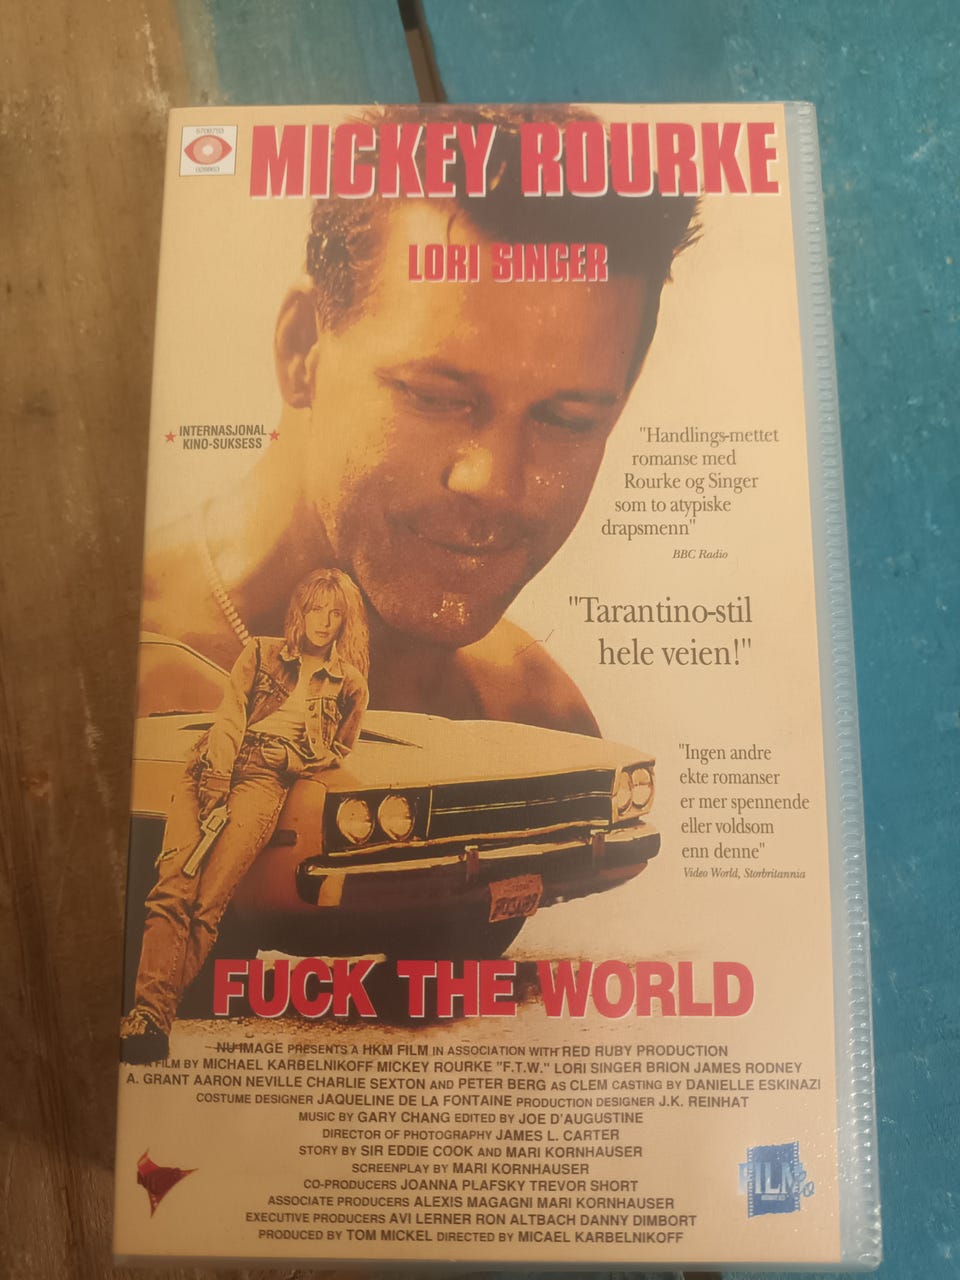 5708758
MICKEY ROURKE
LORI SINGER
INTERNASJONAL
KINO-SUKSESS
"Handlings-mettet
romanse med
Rourke og Singer
som to atypiske
drapsmenn"
BBC Radio
"Tarantino-stil
hele veien!"
"Ingen andre
ekte romanser
er mer spennende
eller voldsom
enn denne"
Video World, Storbritannia
FUCK THE WORLD
NU IMAGE PRESENTS A HKM FILM IN ASSOCIATION WITH RED RUBY PRODUCTION
FILM BY MICHAEL KARBELNIKOFF MICKEY ROURKE "F.T.W." LORI SINGER BRION JAMES RODNEY
A. GRANT AARON NEVILLE CHARLIE SEXTON AND PETER BERG AS CLEM CASTING BY DANIELLE ESKINAZI
COSTUME DESIGNER JAQUELINE DE LA FONTAINE PRODUCTION DESIGNER J.K. REINHAT
MUSIC BY GARY CHANG EDITED BY JOE D'AUGUSTINE
DIRECTOR OF PHOTOGRAPHY JAMES L. CARTER
STORY BY SIR EDDIE COOK AND MARI KORNHAUSER
SCREENPLAY BY MARI KORNHAUSER
CO-PRODUCERS JOANNA PLAFSKY TREVOR SHORT
ASSOCIATE PRODUCERS ALEXIS MAGAGNI MARI KORNHAUSER
EXECUTIVE PRODUCERS AVI LERNER RON ALTBACH DANNY DIMBORT
PRODUCED BY TOM MICKEL DIRECTED BY MICAEL KARBELNIKOFF
FILM